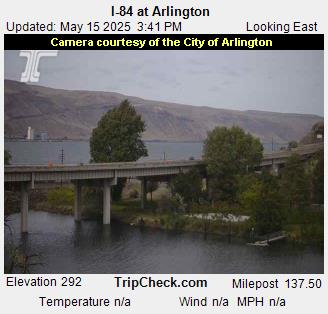 I-84 at Arlington
Updated: May 15 2025 3:41 PM Looking East
Camera courtesy of the City of Arlington
Elevation 292 TripCheck.com Milepost 137.50
Temperature n/a Wind n/a MPH n/a